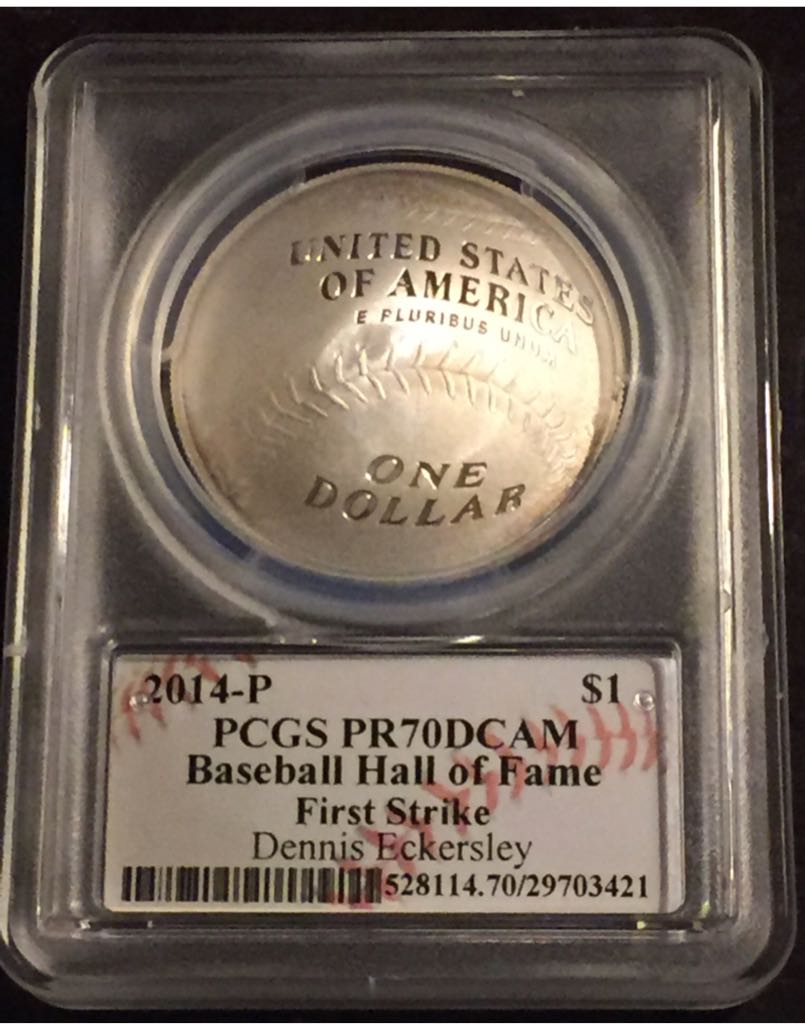 UNITED STATES
OF AMERICA
E PLURIBUS UNUM
ONE
DOLLAR
2014-P $1
PCGS PR70DCAM
Baseball Hall of Fame
First Strike
Dennis Eckersley
528114.70/29703421